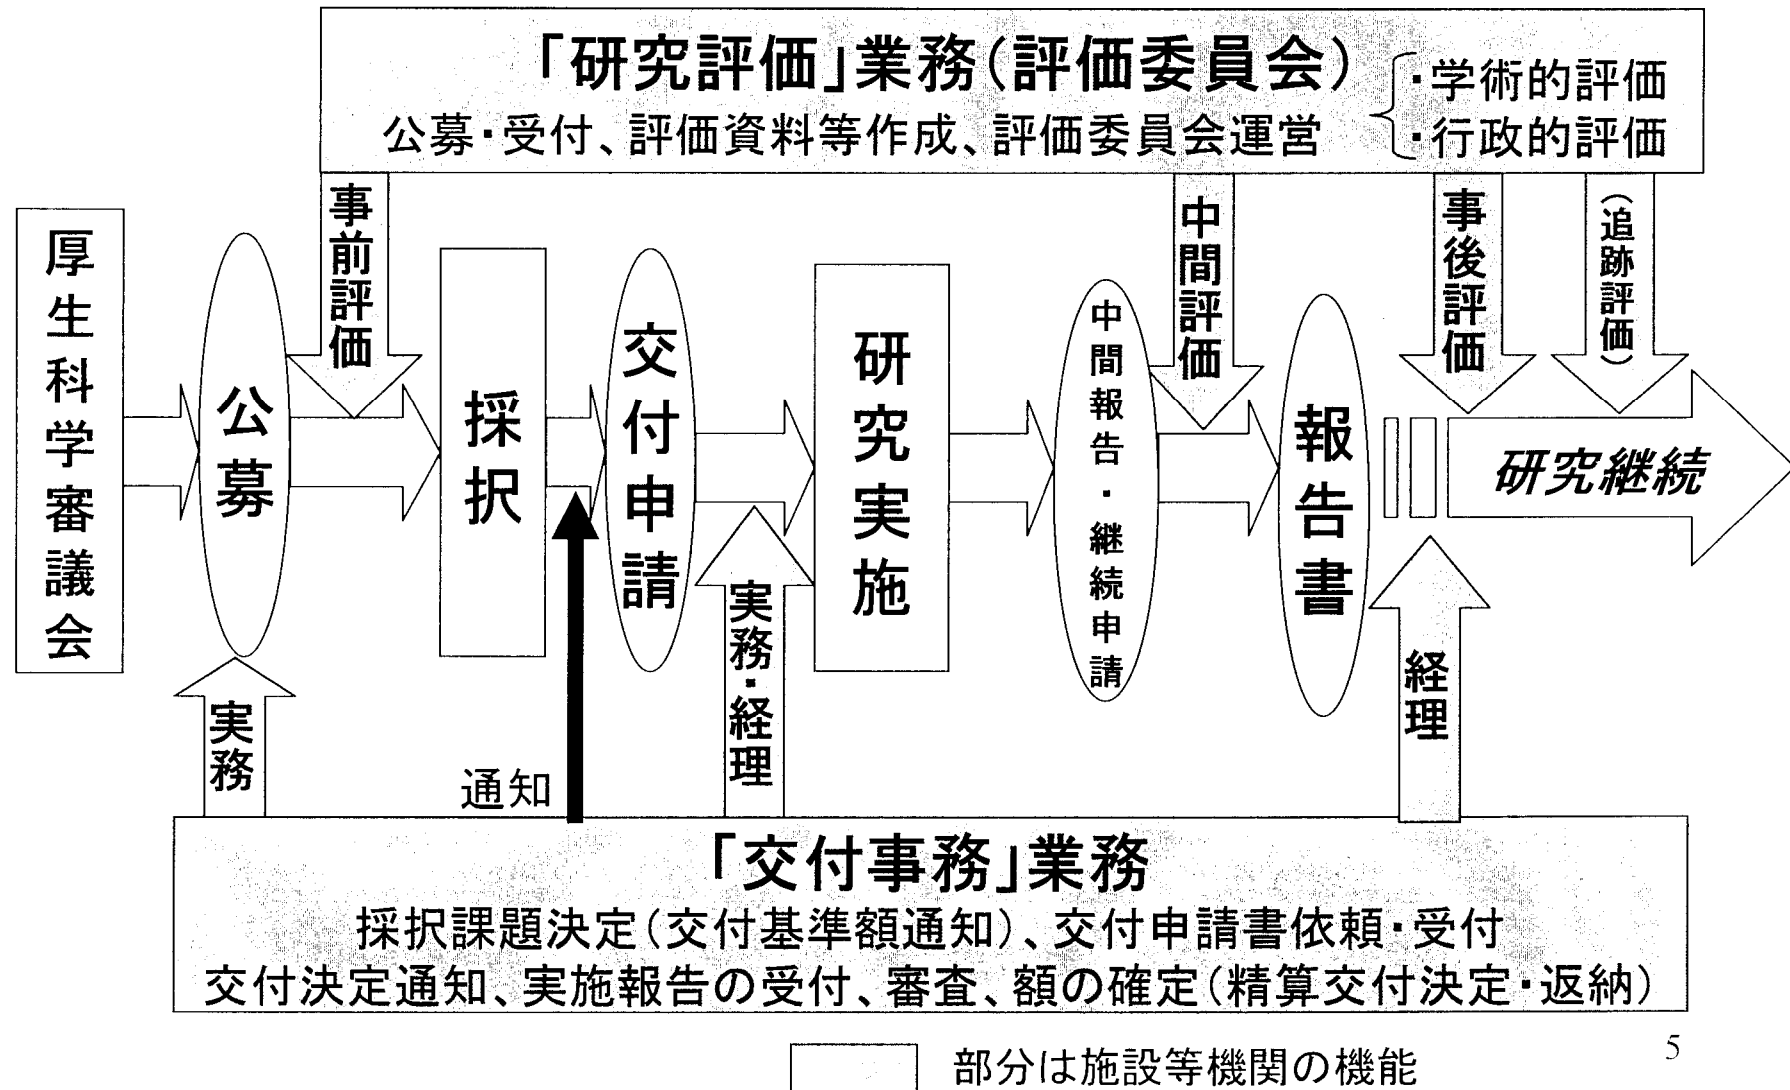 「研究評価」業務(評価委員会)
・学術的評価
公募・受付、評価資料等作成、評価委員会運営
・行政的評価
事前評価
中間評価
事後評価
(追跡評価)
厚生科学審議会
公募
採択
交付申請
研究実施
中間報告・継続申請
報告書
研究継続
実務
通知
実務・経理
経理
「交付事務」業務
採択課題決定(交付基準額通知)、交付申請書依頼・受付
交付決定通知、実施報告の受付、審査、額の確定(精算交付決定・返納)
部分は施設等機関の機能
5